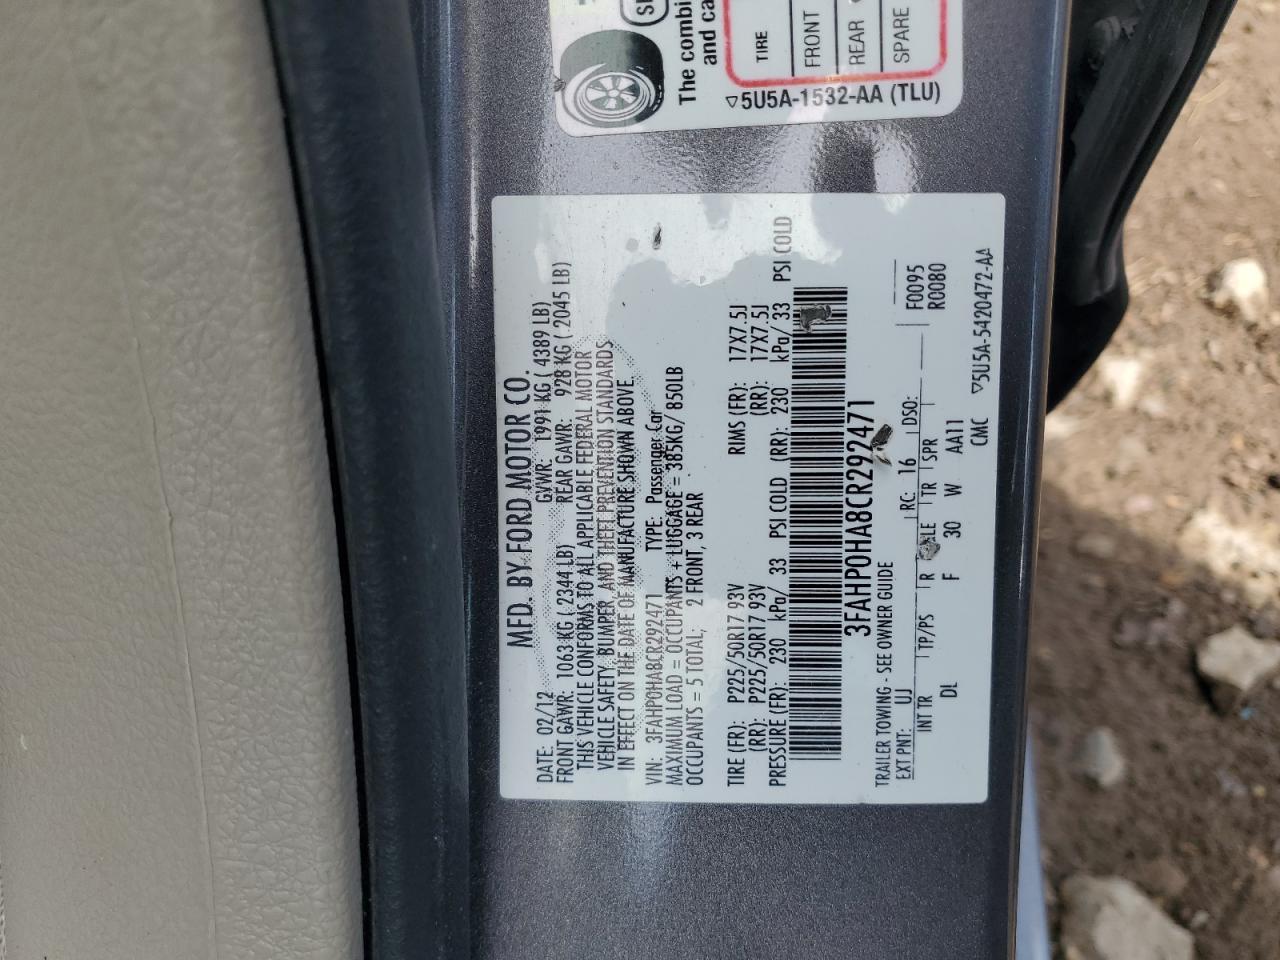 The combi
and ca
TIRE
FRONT
REAR
SPARE
▽5U5A-1532-AA (TLU)
MFD. BY FORD MOTOR CO.
DATE: 02/12 GVWR: 1991 KG ( 4389 LB)
FRONT GAWR: 1063 KG ( 2344 LB) REAR GAWR: 928 KG ( 2045 LB)
THIS VEHICLE CONFORMS TO ALL APPLICABLE FEDERAL MOTOR
VEHICLE SAFETY, BUMPER, AND THEFT PREVENTION STANDARDS
IN EFFECT ON THE DATE OF MANUFACTURE SHOWN ABOVE.
VIN: 3FAHP0HA8CR292471 TYPE: Passenger Car
MAXIMUM LOAD = OCCUPANTS + LUGGAGE = 385KG/ 850LB
OCCUPANTS = 5 TOTAL, 2 FRONT, 3 REAR
TIRE (FR): P225/50R17 93V RIMS (FR): 17X7.5J
(RR): P225/50R17 93V (RR): 17X7.5J
PRESSURE (FR): 230 kPa/ 33 PSI COLD (RR): 230 kPa/ 33 PSI COLD
3FAHP0HA8CR292471
TRAILER TOWING - SEE OWNER GUIDE
EXT PNT: UJ RC: 16 DSO: F0095
INT TR TP/PS R LE TR SPR R0080
DL F 30 W AA11
CMC ▽5U5A-5420472-AA